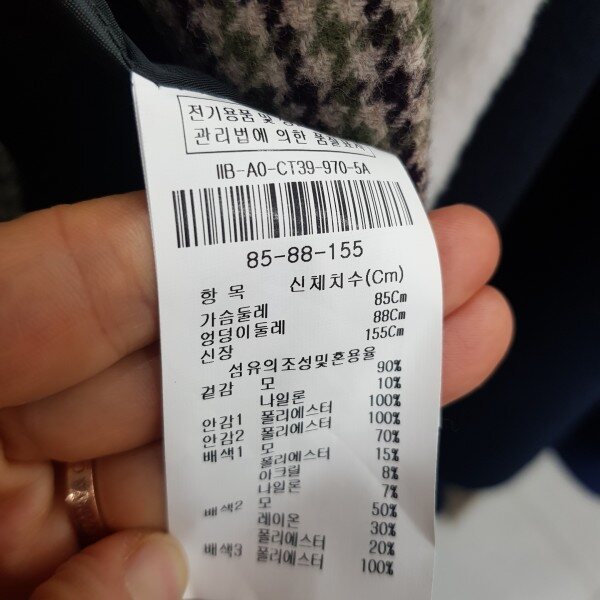 전기용품 및
관리법에 의한 품질표시
IIB-A0-CT39-970-5A
85-88-155
항 목 신체치수(Cm)
가슴둘레 85Cm
엉덩이둘레 88Cm
신장 155Cm
섬유의조성및혼용율
겉감 모 90%
나일론 10%
안감1 폴리에스터 100%
안감2 폴리에스터 100%
배색1 모 70%
폴리에스터 15%
아크릴 8%
나일론 7%
배색2 모 50%
레이온 30%
폴리에스터 20%
배색3 폴리에스터 100%